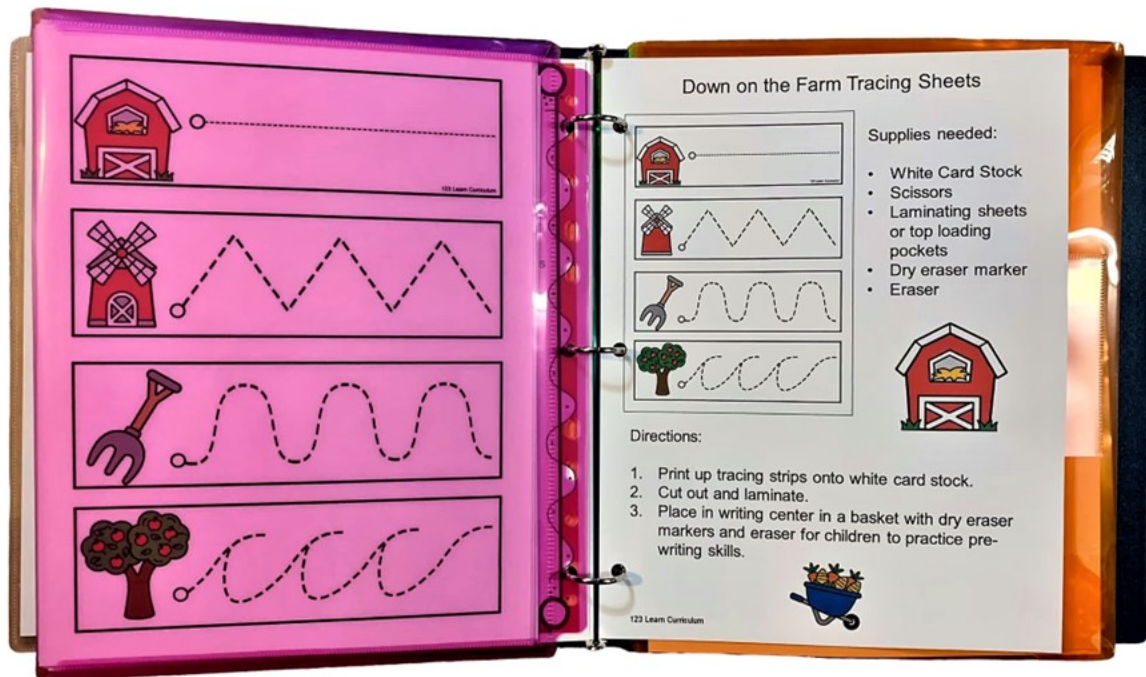 123 Learn Curriculum
Down on the Farm Tracing Sheets
Supplies needed:
• White Card Stock
• Scissors
• Laminating sheets
or top loading
pockets
• Dry eraser marker
• Eraser
Directions:
1. Print up tracing strips onto white card stock.
2. Cut out and laminate.
3. Place in writing center in a basket with dry eraser
markers and eraser for children to practice pre-
writing skills.
123 Learn Curriculum